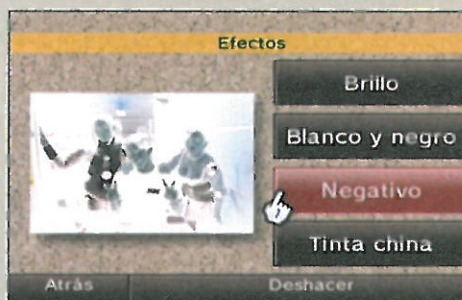 Efectos
Brillo
Blanco y negro
Negativo
Tinta china
Atrás
Deshacer